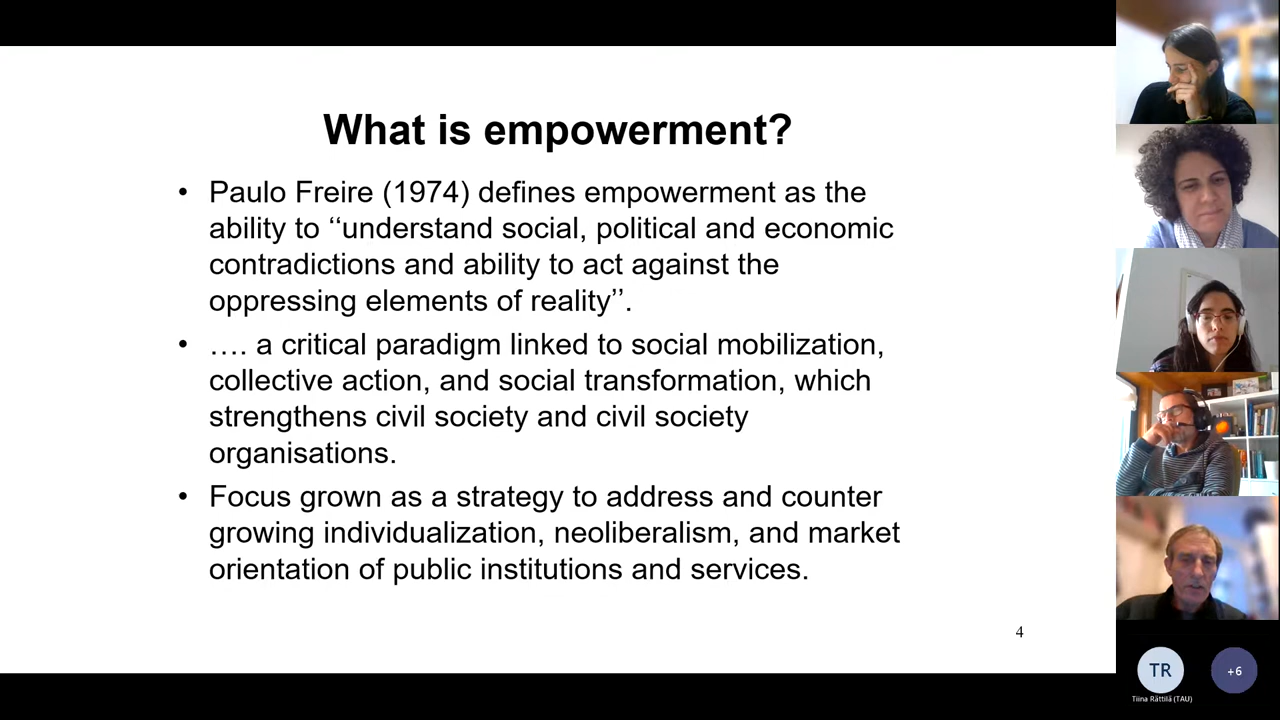 What is empowerment?
• Paulo Freire (1974) defines empowerment as the
ability to ‘‘understand social, political and economic
contradictions and ability to act against the
oppressing elements of reality’’.
• …. a critical paradigm linked to social mobilization,
collective action, and social transformation, which
strengthens civil society and civil society
organisations.
• Focus grown as a strategy to address and counter
growing individualization, neoliberalism, and market
orientation of public institutions and services.
4
TR
+6
Tiina Rättilä (TAU)